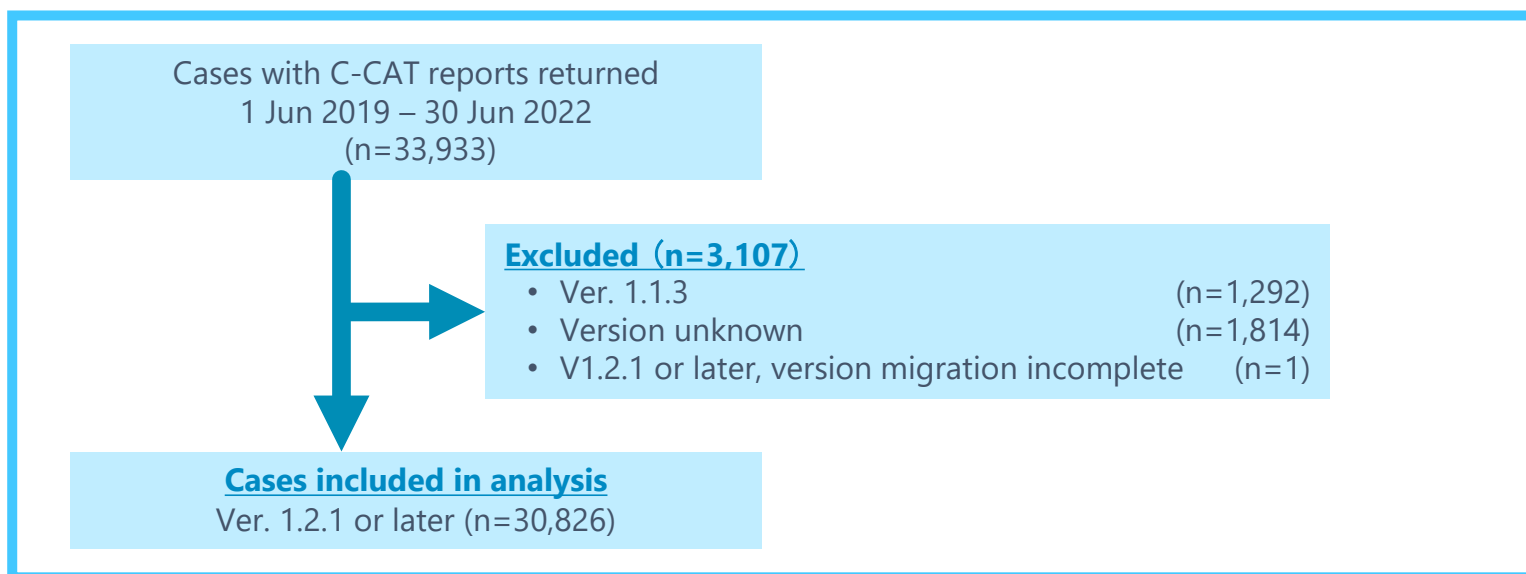 Cases with C-CAT reports returned
1 Jun 2019 – 30 Jun 2022
(n=33,933)
Excluded（n=3,107）
• Ver. 1.1.3 (n=1,292)
• Version unknown (n=1,814)
• V1.2.1 or later, version migration incomplete (n=1)
Cases included in analysis
Ver. 1.2.1 or later (n=30,826)